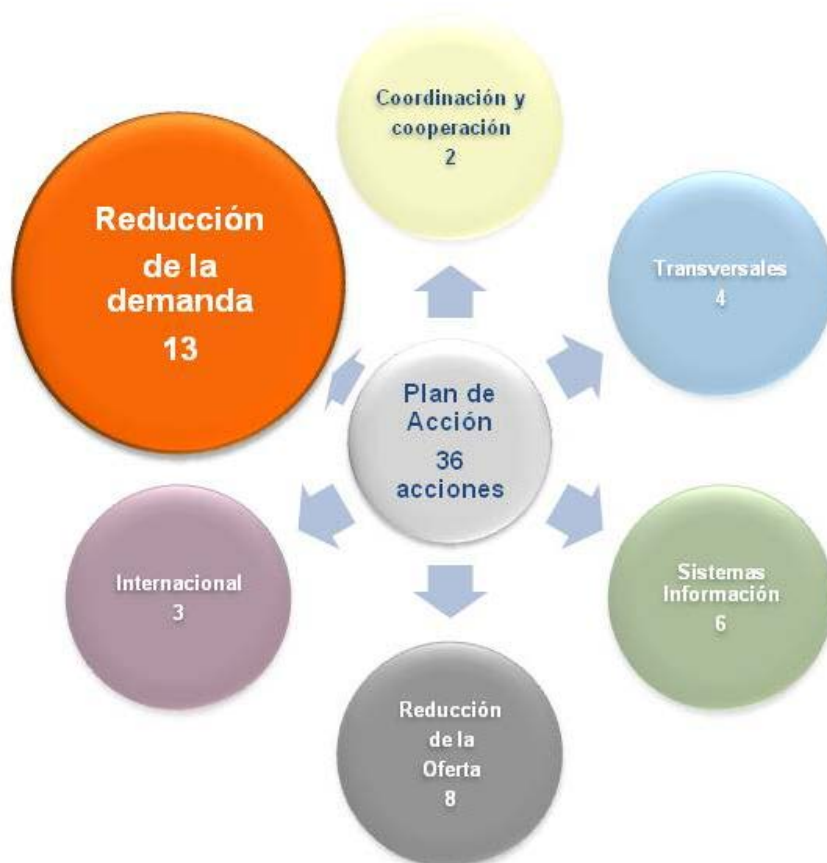 Coordinación y
cooperación
2
Reducción
de la
demanda
13
Transversales
4
Plan de
Acción
36
acciones
Internacional
3
Sistemas
Información
6
Reducción
de la
Oferta
8